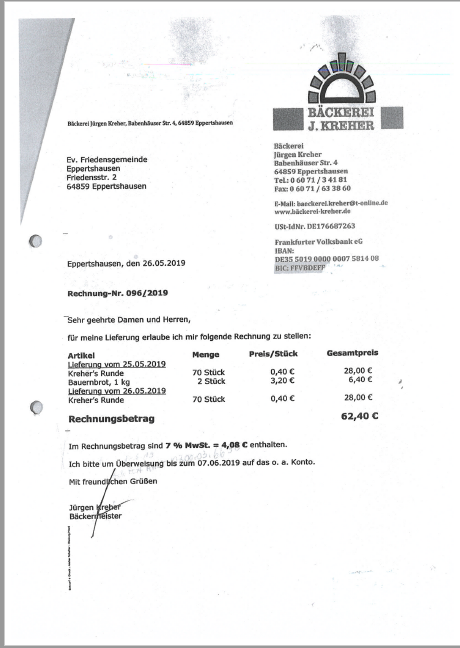 BÄCKEREI
J. KREHER
Bäckerei Jürgen Kreher, Babenhäuser Str. 4, 64859 Eppertshausen
Ev. Friedensgemeinde
Eppertshausen
Friedensstr. 2
64859 Eppertshausen
Bäckerei
Jürgen Kreher
Babenhäuser Str. 4
64859 Eppertshausen
Tel.: 0 60 71 / 3 41 81
Fax: 0 60 71 / 63 38 60
E-Mail: baeckerei.kreher@t-online.de
www.bäckerei-kreher.de
USt-IdNr. DE176687263
Frankfurter Volksbank eG
IBAN:
DE35 5019 0000 0007 5814 08
BIC: FFVBDEFF
Eppertshausen, den 26.05.2019
Rechnung-Nr. 096/2019
Sehr geehrte Damen und Herren,
für meine Lieferung erlaube ich mir folgende Rechnung zu stellen:
Artikel Menge Preis/Stück Gesamtpreis
Lieferung vom 25.05.2019
Kreher's Runde 70 Stück 0,40 € 28,00 €
Bauernbrot, 1 kg 2 Stück 3,20 € 6,40 €
Lieferung vom 26.05.2019
Kreher's Runde 70 Stück 0,40 € 28,00 €
Rechnungsbetrag 62,40 €
Im Rechnungsbetrag sind 7 % MwSt. = 4,08 € enthalten.
Ich bitte um Überweisung bis zum 07.06.2019 auf das o. a. Konto.
Mit freundlichen Grüßen
Jürgen Kreher
Bäckermeister